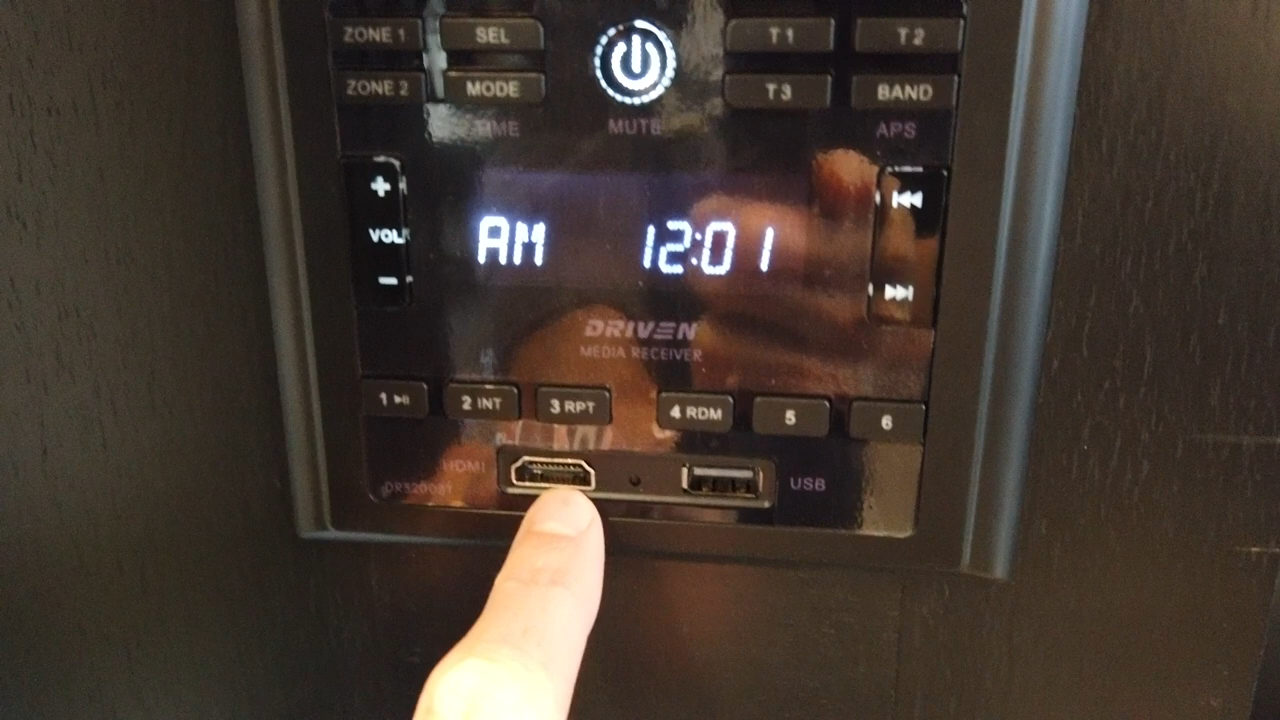 ZONE 1 SEL T1 T2
ZONE 2 MODE T3 BAND
TIME MUTE APS
+
VOL
-
AM 12:01
DRIVEN
MEDIA RECEIVER
1 2 INT 3 RPT 4 RDM 5 6
HDMI USB